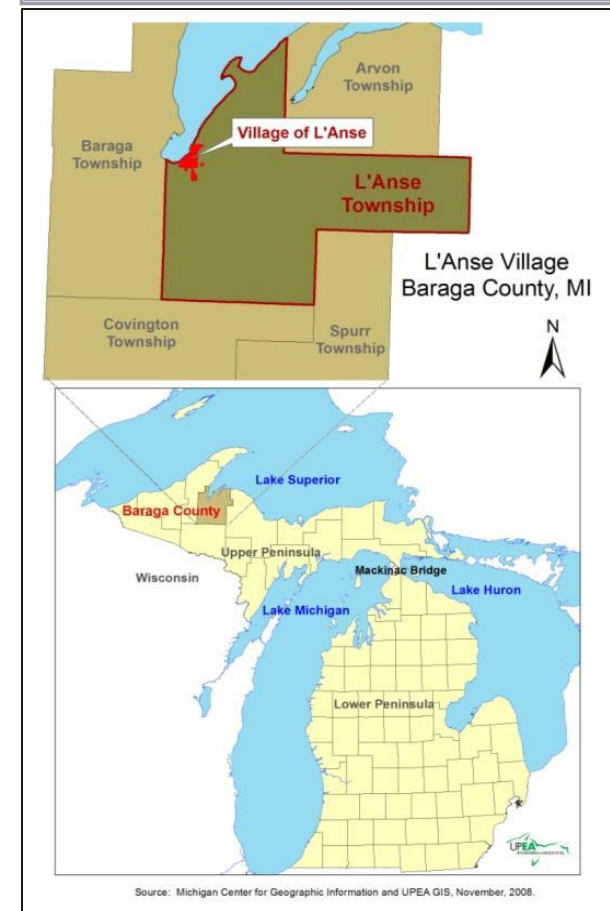 Arvon
Township
Village of L'Anse
Baraga
Township
L'Anse
Township
L'Anse Village
Baraga County, MI
Covington
Township
Spurr
Township
N
Lake Superior
Baraga County
Upper Peninsula
Mackinac Bridge
Wisconsin
Lake Huron
Lake Michigan
Lower Peninsula
UPEA
Source: Michigan Center for Geographic Information and UPEA GIS, November, 2008.